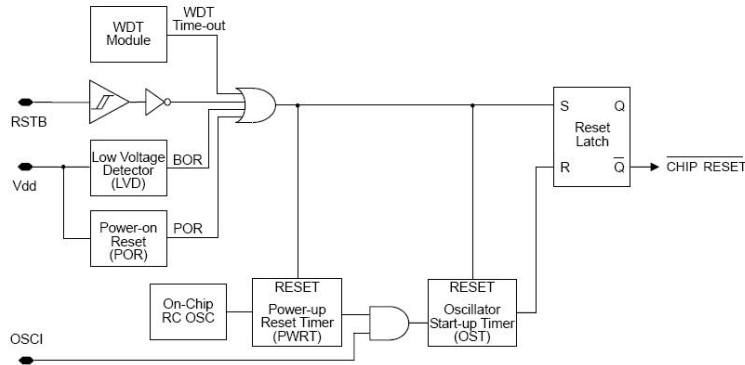 WDT
Time-out
WDT
Module
RSTB
Low Voltage
Detector
(LVD)
BOR
Vdd
Power-on
Reset
(POR)
POR
S
Q
Reset
Latch
R
Q
CHIP RESET
On-Chip
RC OSC
RESET
Power-up
Reset Timer
(PWRT)
RESET
Oscillator
Start-up Timer
(OST)
OSCI